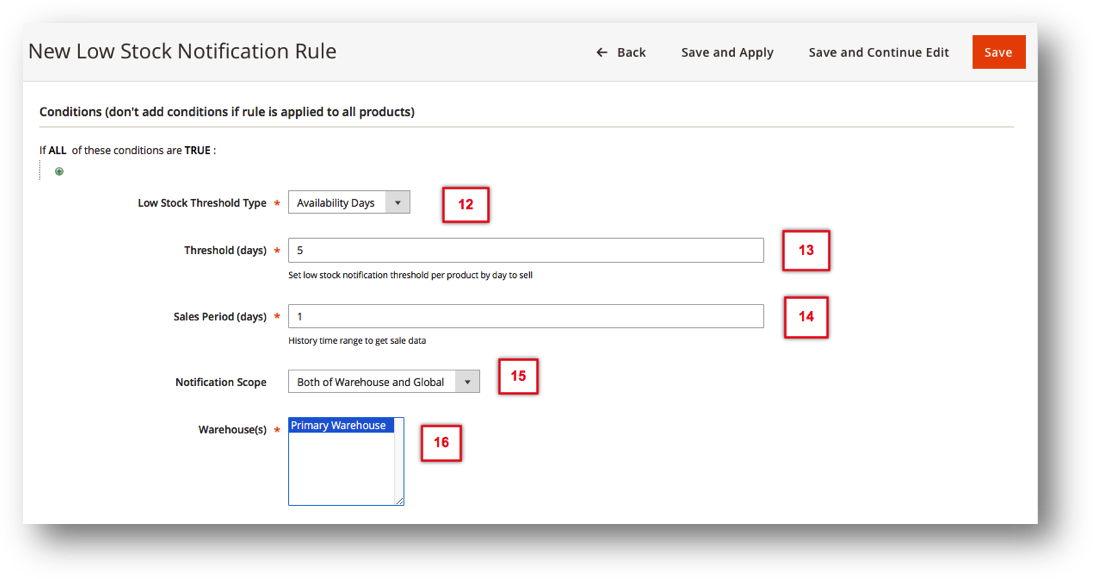 New Low Stock Notification Rule
← Back Save and Apply Save and Continue Edit Save
Conditions (don't add conditions if rule is applied to all products)
If ALL of these conditions are TRUE :
Low Stock Threshold Type * Availability Days 12
Threshold (days) * 5 13
Set low stock notification threshold per product by day to sell
Sales Period (days) * 1 14
History time range to get sale data
Notification Scope Both of Warehouse and Global 15
Warehouse(s) * Primary Warehouse 16